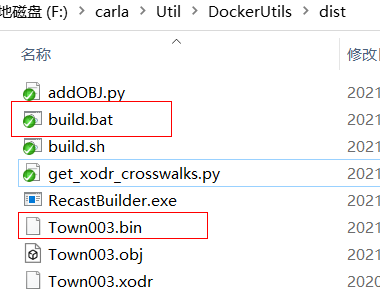 地磁盘 (F:) › carla › Util › DockerUtils › dist
名称 修改
addOBJ.py 2021
build.bat 2021
build.sh 2021
get_xodr_crosswalks.py 2021
RecastBuilder.exe 2021
Town003.bin 2021
Town003.obj 2021
Town003.xodr 2020